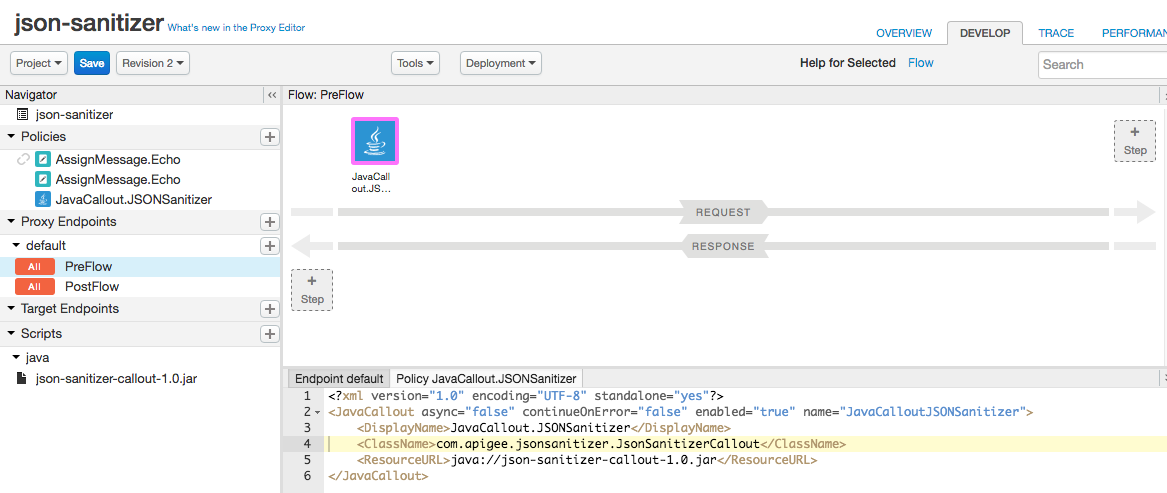 json-sanitizer What's new in the Proxy Editor
OVERVIEW DEVELOP TRACE PERFORMAN
Project Save Revision 2 Tools Deployment Help for Selected Flow Search
Navigator
json-sanitizer
Policies
AssignMessage.Echo
AssignMessage.Echo
JavaCallout.JSONSanitizer
Proxy Endpoints
default
All PreFlow
All PostFlow
Target Endpoints
Scripts
java
json-sanitizer-callout-1.0.jar
Flow: PreFlow
JavaCall
out.JS...
+
Step
REQUEST
RESPONSE
+
Step
Endpoint default Policy JavaCallout.JSONSanitizer
1 <?xml version="1.0" encoding="UTF-8" standalone="yes"?>
2 <JavaCallout async="false" continueOnError="false" enabled="true" name="JavaCalloutJSONSanitizer">
3 <DisplayName>JavaCallout.JSONSanitizer</DisplayName>
4 <ClassName>com.apigee.jsonsanitizer.JsonSanitizerCallout</ClassName>
5 <ResourceURL>java://json-sanitizer-callout-1.0.jar</ResourceURL>
6 </JavaCallout>